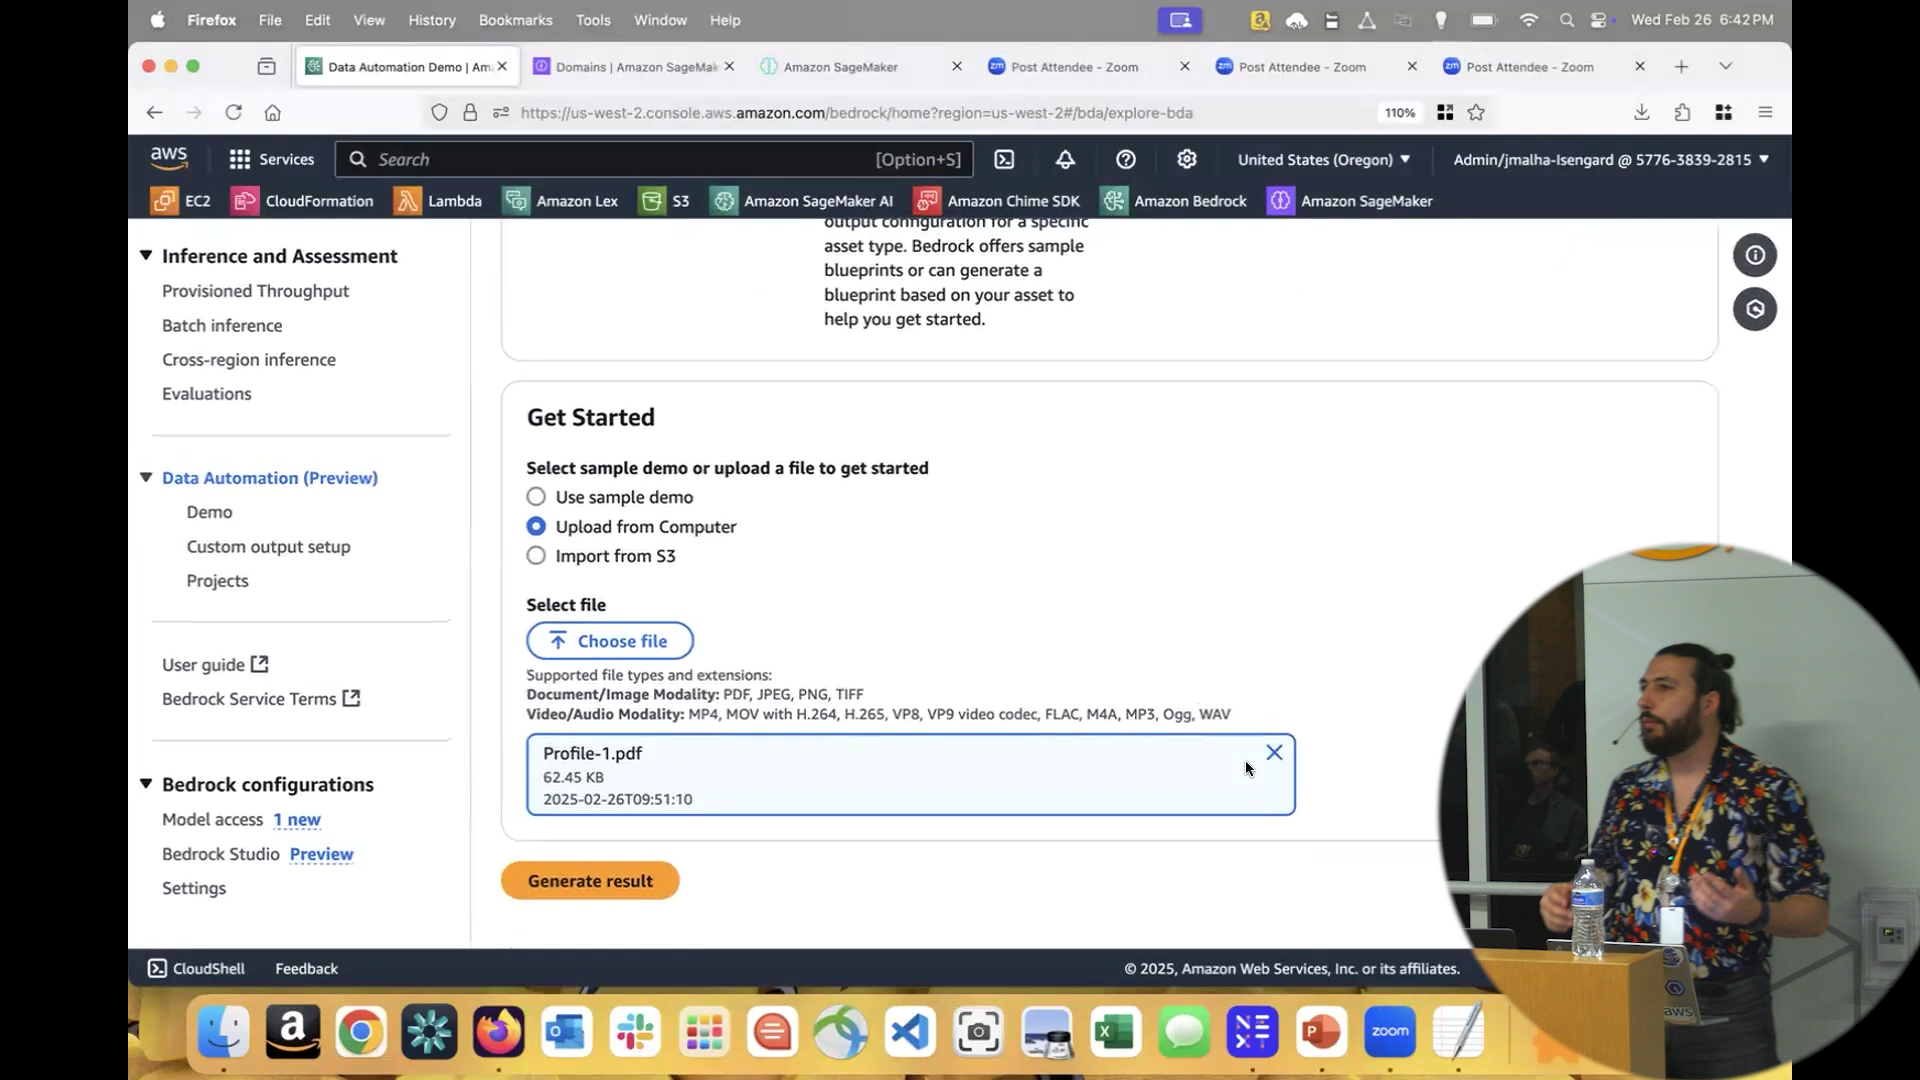 Firefox File Edit View History Bookmarks Tools Window Help Wed Feb 26 6:42 PM
Data Automation Demo | Am Domains | Amazon SageMak Amazon SageMaker zm Post Attendee - Zoom zm Post Attendee - Zoom zm Post Attendee - Zoom
https://us-west-2.console.aws.amazon.com/bedrock/home?region=us-west-2#/bda/explore-bda 110%
aws Services Search [Option+S] United States (Oregon) Admin/jmalha-Isengard @ 5776-3839-2815
EC2 CloudFormation Lambda Amazon Lex S3 Amazon SageMaker AI Amazon Chime SDK Amazon Bedrock Amazon SageMaker
Inference and Assessment
Provisioned Throughput
Batch inference
Cross-region inference
Evaluations
Data Automation (Preview)
Demo
Custom output setup
Projects
User guide
Bedrock Service Terms
Bedrock configurations
Model access 1 new
Bedrock Studio Preview
Settings
output configuration for a specific
asset type. Bedrock offers sample
blueprints or can generate a
blueprint based on your asset to
help you get started.
Get Started
Select sample demo or upload a file to get started
Use sample demo
Upload from Computer
Import from S3
Select file
Choose file
Supported file types and extensions:
Document/Image Modality: PDF, JPEG, PNG, TIFF
Video/Audio Modality: MP4, MOV with H.264, H.265, VP8, VP9 video codec, FLAC, M4A, MP3, Ogg, WAV
Profile-1.pdf
62.45 KB
2025-02-26T09:51:10
Generate result
CloudShell Feedback © 2025, Amazon Web Services, Inc. or its affiliates.
a X P zoom
aws